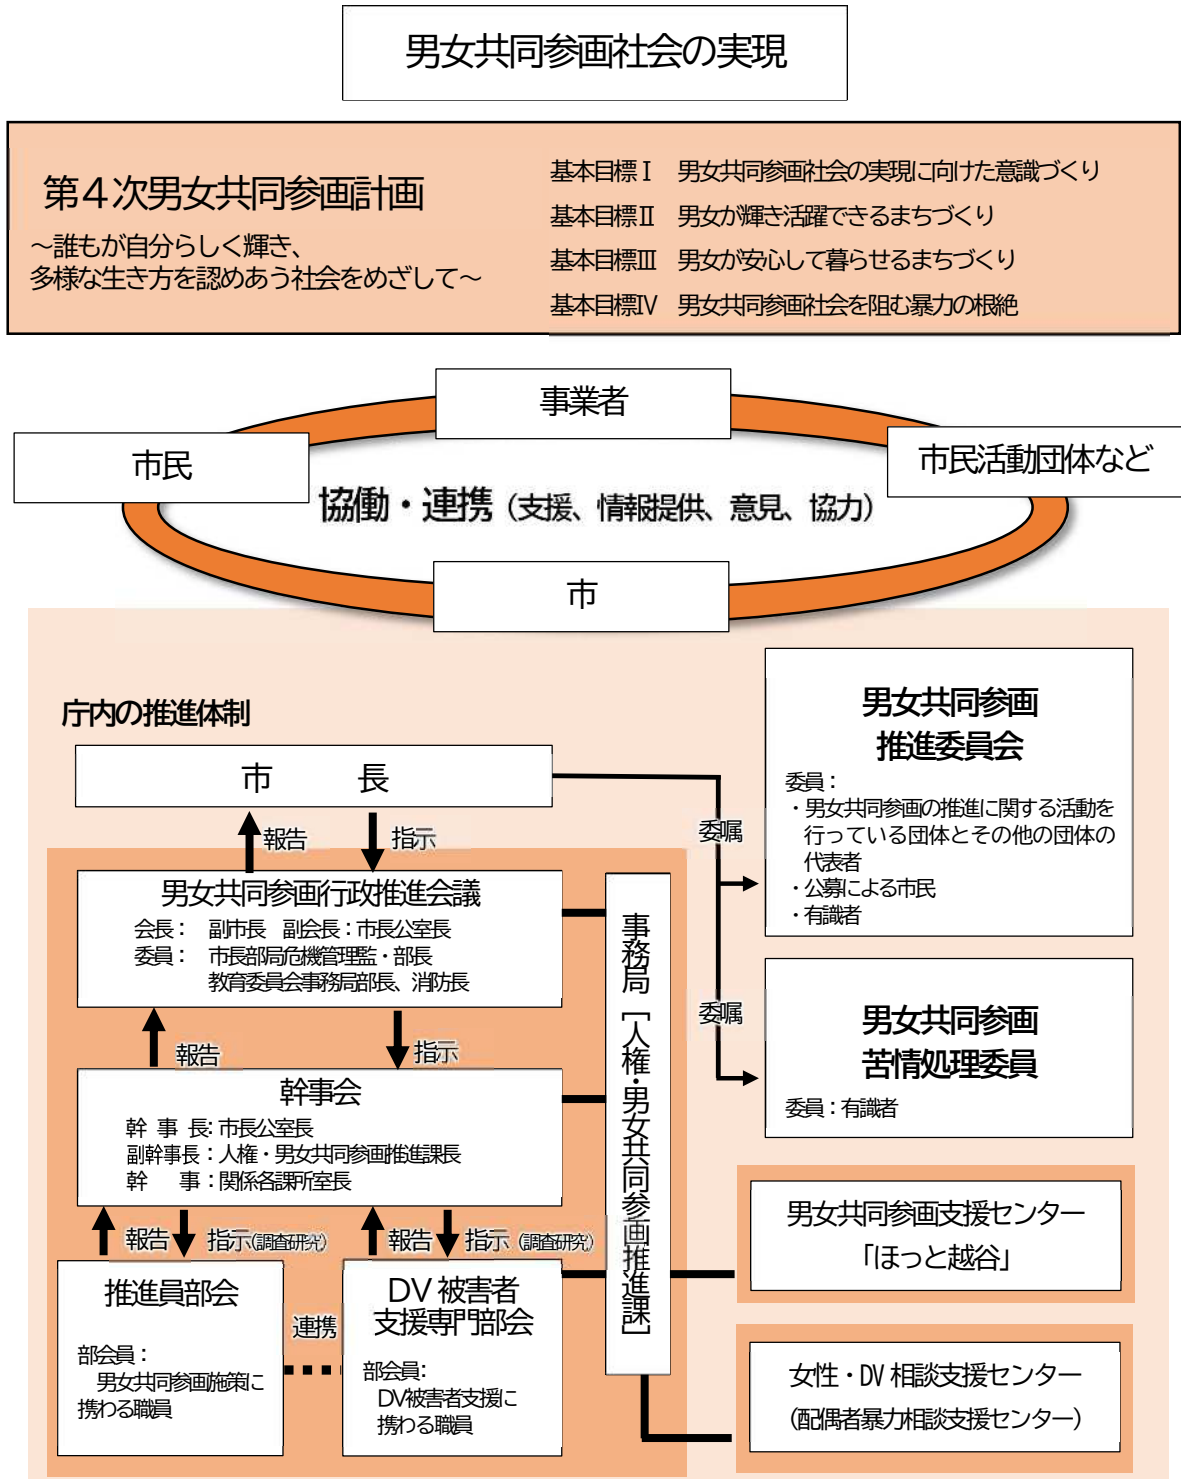 男女共同参画社会の実現
第４次男女共同参画計画
～誰もが自分らしく輝き、
多様な生き方を認めあう社会をめざして～
基本目標Ⅰ　男女共同参画社会の実現に向けた意識づくり
基本目標Ⅱ　男女が輝き活躍できるまちづくり
基本目標Ⅲ　男女が安心して暮らせるまちづくり
基本目標Ⅳ　男女共同参画社会を阻む暴力の根絶
事業者
市民
市民活動団体など
協働・連携（支援、情報提供、意見、協力）
市
庁内の推進体制
市　長
報告
指示
男女共同参画行政推進会議
会長：　副市長　副会長：市長公室長
委員：　市長部局危機管理監・部長
教育委員会事務局部長、消防長
報告
指示
幹事会
幹 事 長：市長公室長
副幹事長：人権・男女共同参画推進課長
幹　　事：関係各課所室長
報告
指示（調査研究）
報告
指示（調査研究）
推進員部会
部会員：
男女共同参画施策に
携わる職員
連携
DV 被害者
支援専門部会
部会員：
DV被害者支援に
携わる職員
事務局［人権・男女共同参画推進課］
委嘱
男女共同参画
推進委員会
委員：
・男女共同参画の推進に関する活動を
行っている団体とその他の団体の
代表者
・公募による市民
・有識者
委嘱
男女共同参画
苦情処理委員
委員：有識者
男女共同参画支援センター
「ほっと越谷」
女性・DV 相談支援センター
（配偶者暴力相談支援センター）